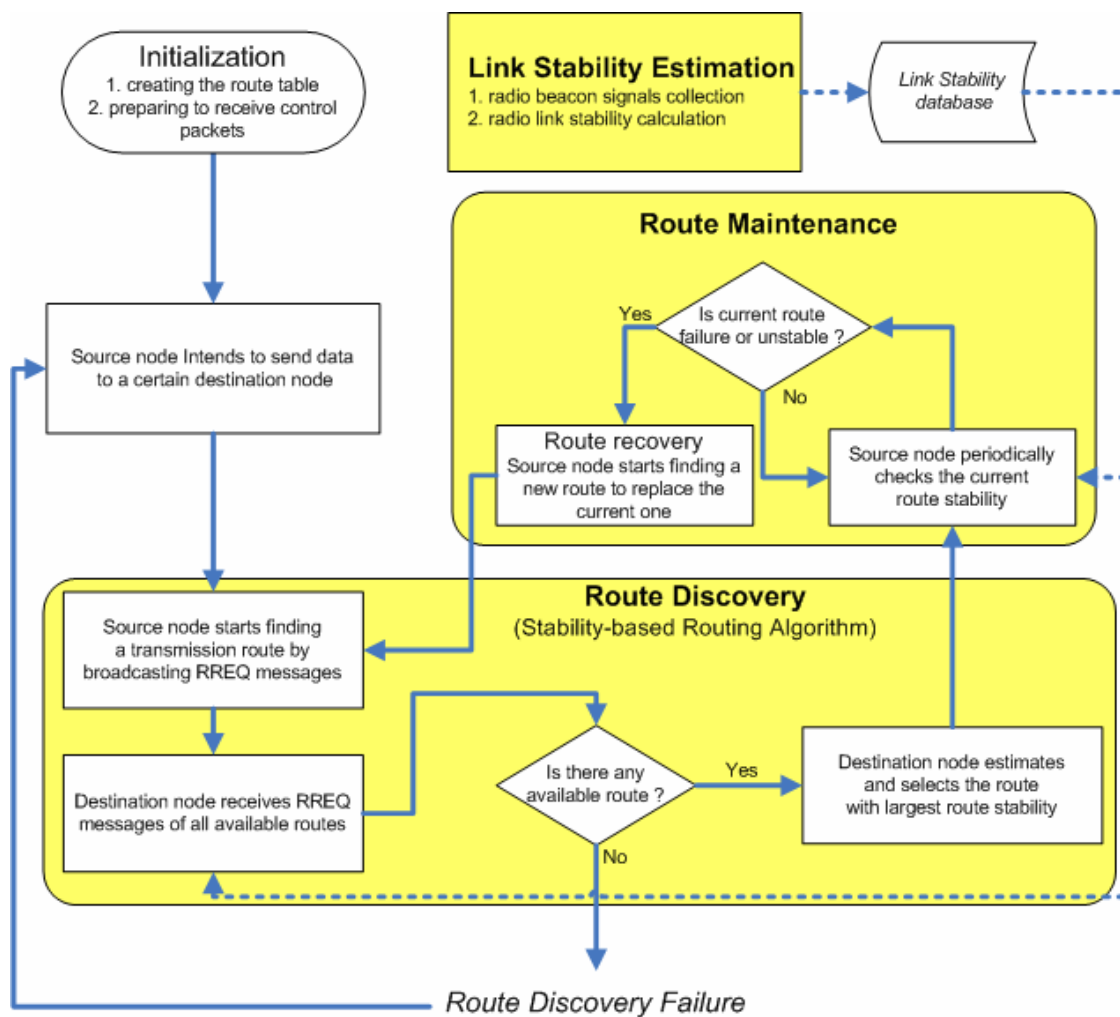 Initialization
1. creating the route table
2. preparing to receive control
packets
Link Stability Estimation
1. radio beacon signals collection
2. radio link stability calculation
Link Stability
database
Route Maintenance
Is current route
failure or unstable ?
Yes
No
Source node Intends to send data
to a certain destination node
Route recovery
Source node starts finding a
new route to replace the
current one
Source node periodically
checks the current
route stability
Route Discovery
(Stability-based Routing Algorithm)
Source node starts finding
a transmission route by
broadcasting RREQ messages
Destination node receives RREQ
messages of all available routes
Is there any
available route ?
Yes
No
Destination node estimates
and selects the route
with largest route stability
Route Discovery Failure